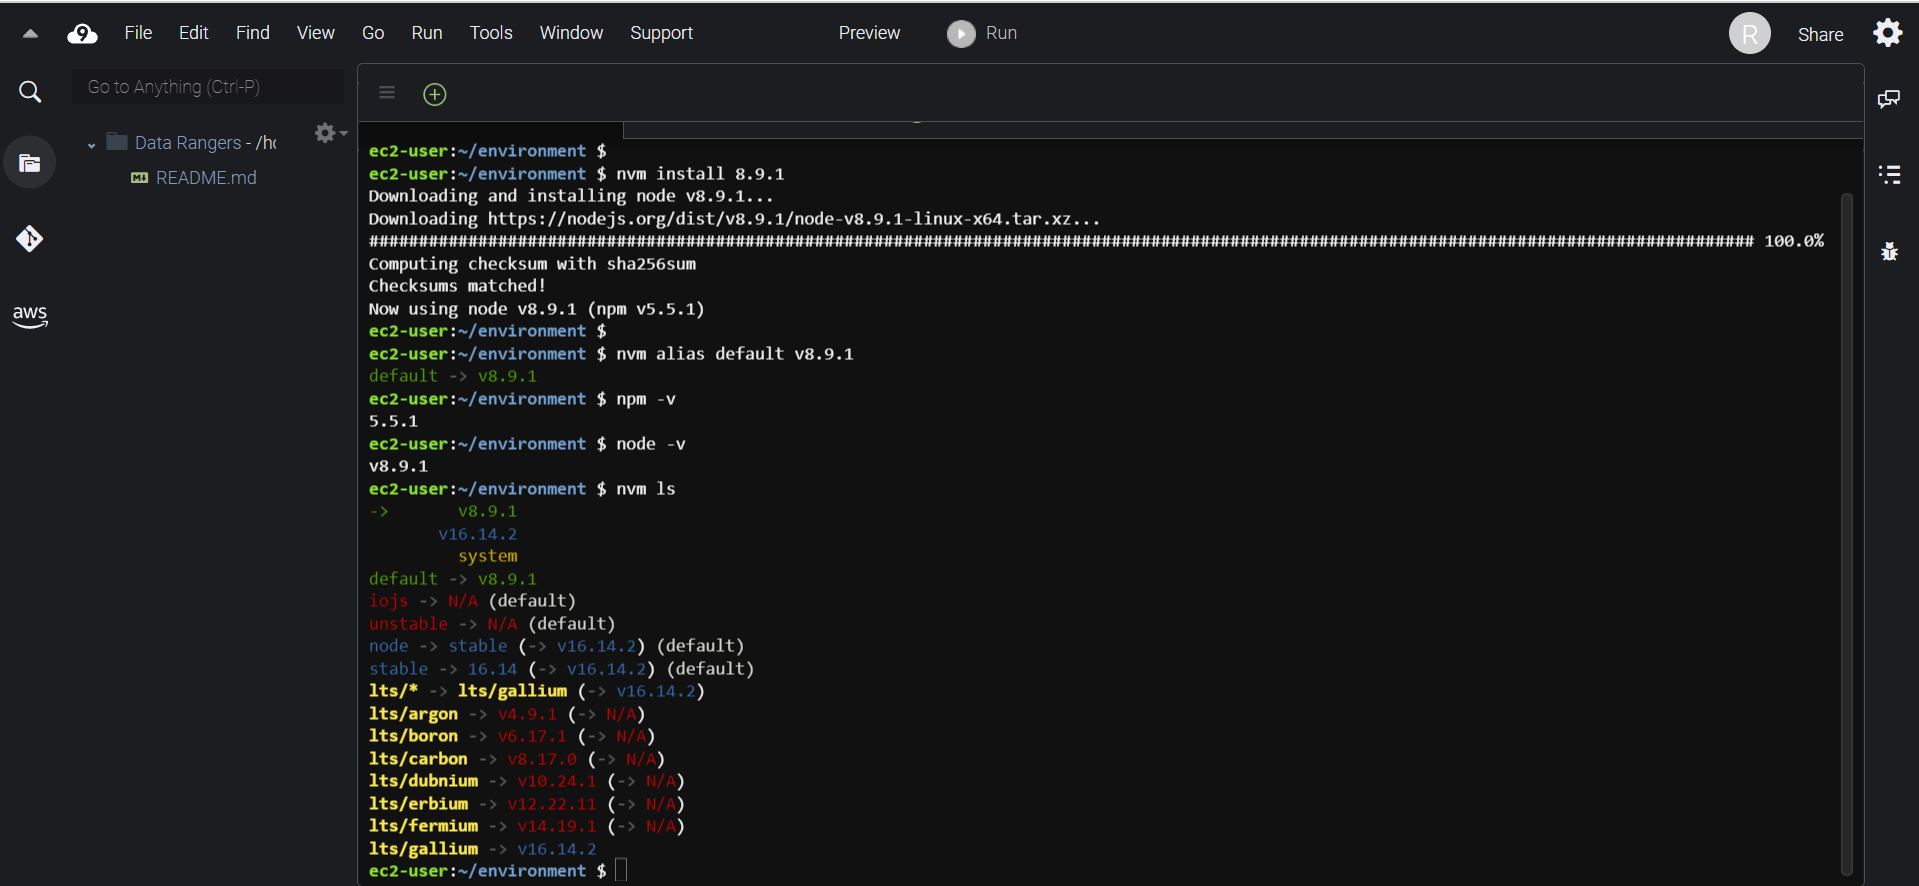 9 File Edit Find View Go Run Tools Window Support Preview Run R Share
Go to Anything (Ctrl-P)
Data Rangers - /ho
README.md
aws
ec2-user:~/environment $
ec2-user:~/environment $ nvm install 8.9.1
Downloading and installing node v8.9.1...
Downloading https://nodejs.org/dist/v8.9.1/node-v8.9.1-linux-x64.tar.xz...
############################################################################################################################################ 100.0%
Computing checksum with sha256sum
Checksums matched!
Now using node v8.9.1 (npm v5.5.1)
ec2-user:~/environment $
ec2-user:~/environment $ nvm alias default v8.9.1
default -> v8.9.1
ec2-user:~/environment $ npm -v
5.5.1
ec2-user:~/environment $ node -v
v8.9.1
ec2-user:~/environment $ nvm ls
-> v8.9.1
v16.14.2
system
default -> v8.9.1
iojs -> N/A (default)
unstable -> N/A (default)
node -> stable (-> v16.14.2) (default)
stable -> 16.14 (-> v16.14.2) (default)
lts/* -> lts/gallium (-> v16.14.2)
lts/argon -> v4.9.1 (-> N/A)
lts/boron -> v6.17.1 (-> N/A)
lts/carbon -> v8.17.0 (-> N/A)
lts/dubnium -> v10.24.1 (-> N/A)
lts/erbium -> v12.22.11 (-> N/A)
lts/fermium -> v14.19.1 (-> N/A)
lts/gallium -> v16.14.2
ec2-user:~/environment $